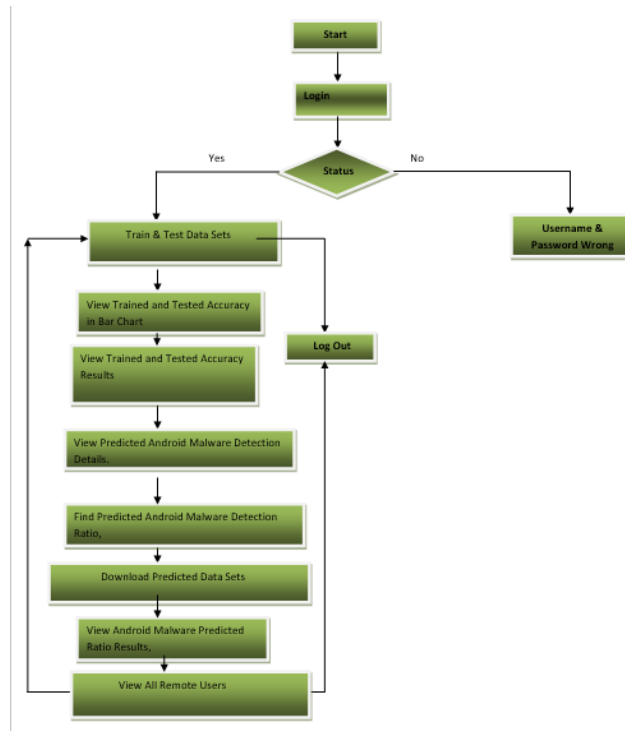 Start
Login
Status
Yes
No
Username &
Password Wrong
Train & Test Data Sets
View Trained and Tested Accuracy
in Bar Chart
Log Out
View Trained and Tested Accuracy
Results
View Predicted Android Malware Detection
Details.
Find Predicted Android Malware Detection
Ratio,
Download Predicted Data Sets
View Android Malware Predicted
Ratio Results,
View All Remote Users